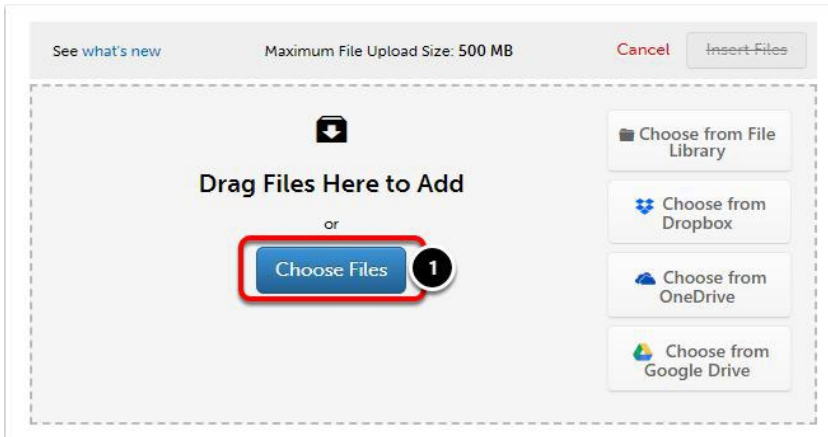 See what's new
Maximum File Upload Size: 500 MB
Cancel
Insert Files
Drag Files Here to Add
or
Choose Files
1
Choose from File
Library
Choose from
Dropbox
Choose from
OneDrive
Choose from
Google Drive